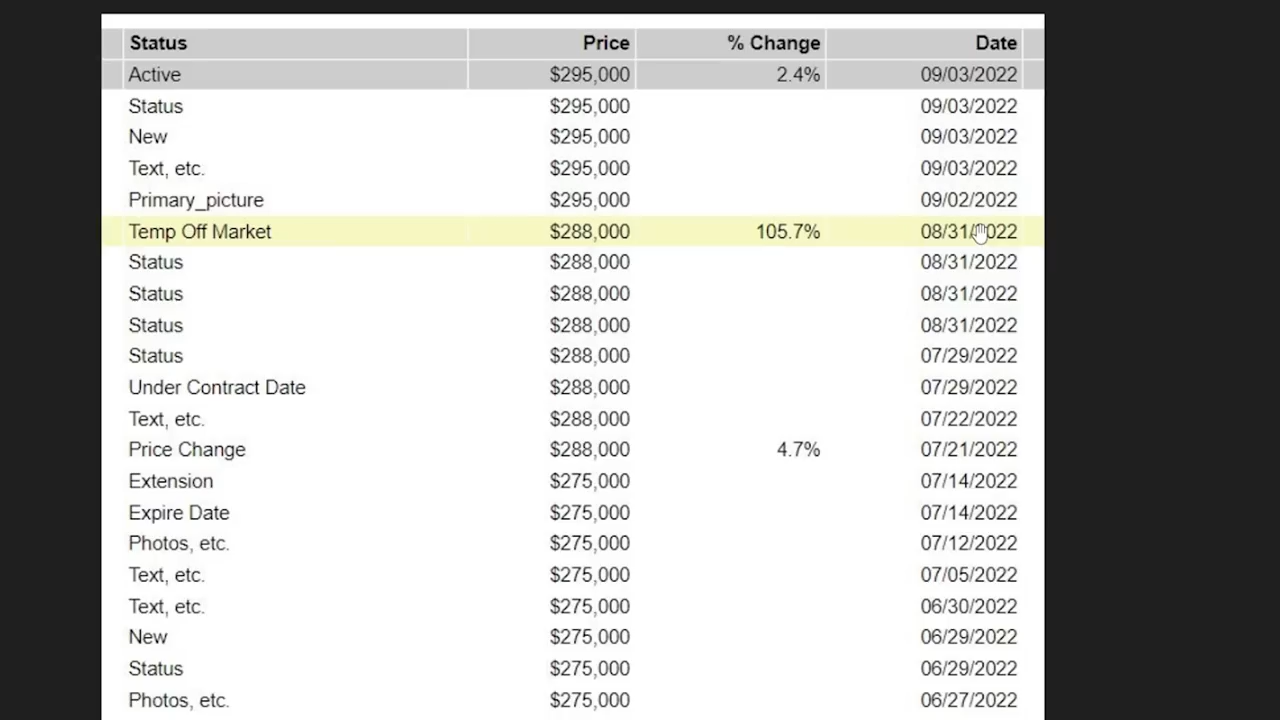 Status Price % Change Date
Active $295,000 2.4% 09/03/2022
Status $295,000 09/03/2022
New $295,000 09/03/2022
Text, etc. $295,000 09/03/2022
Primary_picture $295,000 09/02/2022
Temp Off Market $288,000 105.7% 08/31/2022
Status $288,000 08/31/2022
Status $288,000 08/31/2022
Status $288,000 08/31/2022
Status $288,000 07/29/2022
Under Contract Date $288,000 07/29/2022
Text, etc. $288,000 07/22/2022
Price Change $288,000 4.7% 07/21/2022
Extension $275,000 07/14/2022
Expire Date $275,000 07/14/2022
Photos, etc. $275,000 07/12/2022
Text, etc. $275,000 07/05/2022
Text, etc. $275,000 06/30/2022
New $275,000 06/29/2022
Status $275,000 06/29/2022
Photos, etc. $275,000 06/27/2022